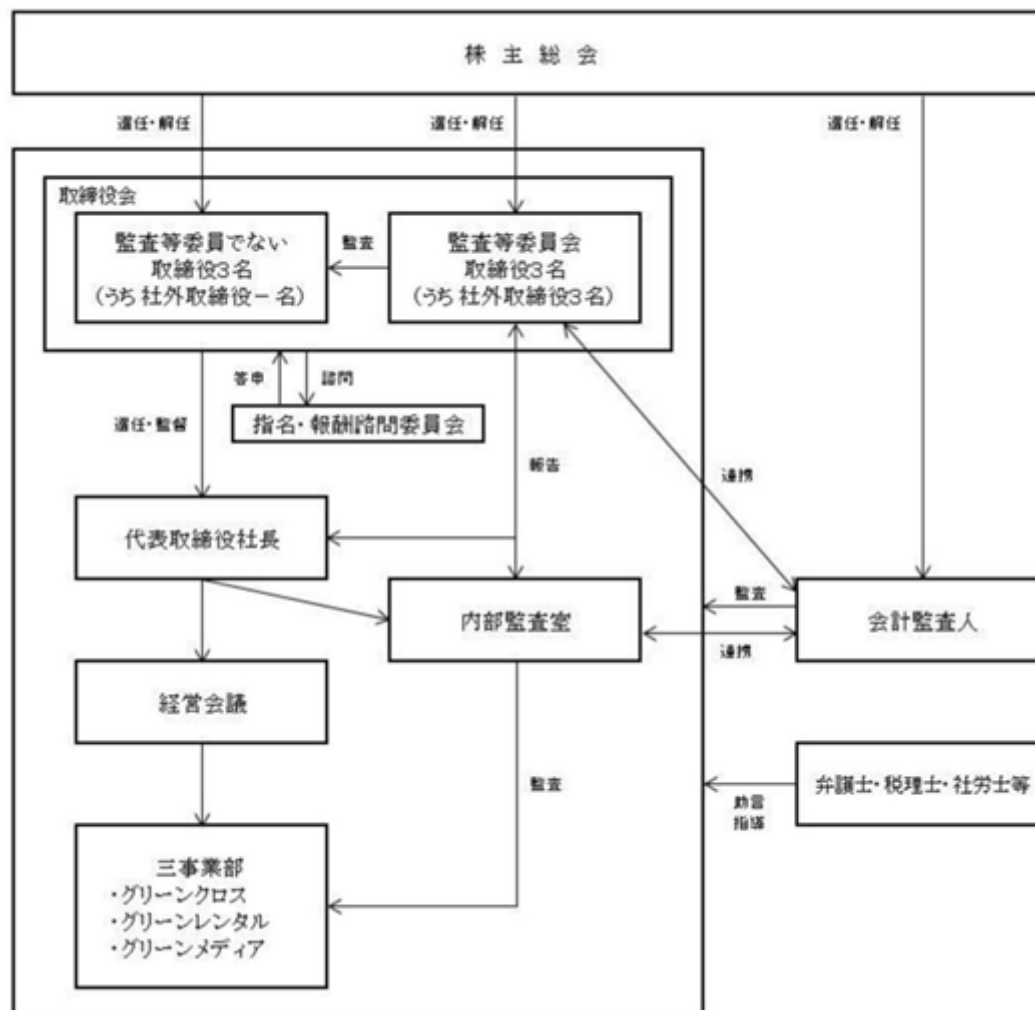 株主総会
選任・解任
選任・解任
選任・解任
取締役会
監査等委員でない
取締役3名
(うち社外取締役－名)
監査
監査等委員会
取締役3名
(うち社外取締役3名)
答申
諮問
指名・報酬諮問委員会
選任・監督
報告
連携
代表取締役社長
内部監査室
監査
連携
会計監査人
経営会議
監査
弁護士・税理士・社労士等
助言
指導
三事業部
・グリーンクロス
・グリーンレンタル
・グリーンメディア